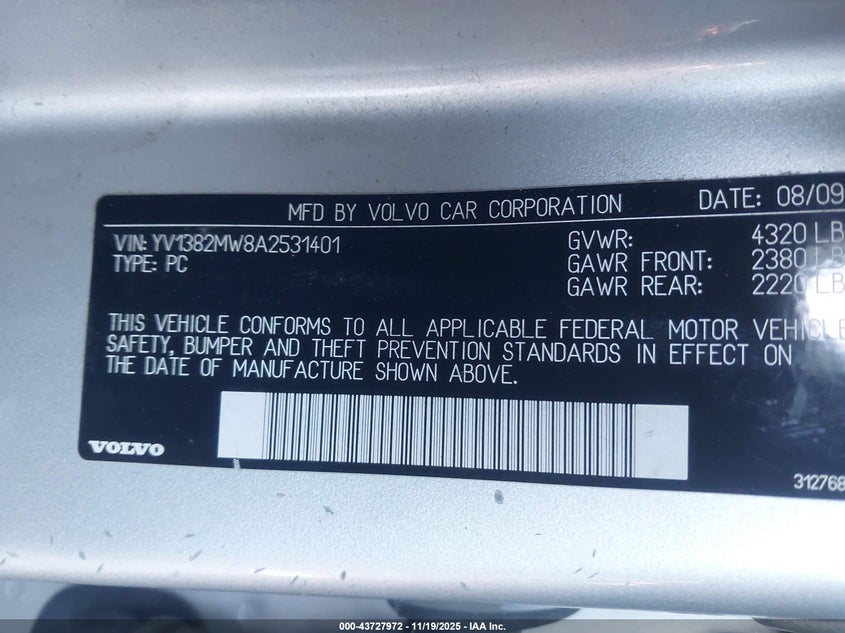 MFD BY VOLVO CAR CORPORATION DATE: 08/09
VIN: YV1382MW8A2531401 GVWR: 4320 LB
TYPE: PC GAWR FRONT: 2380 LB
GAWR REAR: 2220 LB
THIS VEHICLE CONFORMS TO ALL APPLICABLE FEDERAL MOTOR VEHICLE
SAFETY, BUMPER AND THEFT PREVENTION STANDARDS IN EFFECT ON
THE DATE OF MANUFACTURE SHOWN ABOVE.
VOLVO
312768
000-43727972 - 11/19/2025 - IAA Inc.